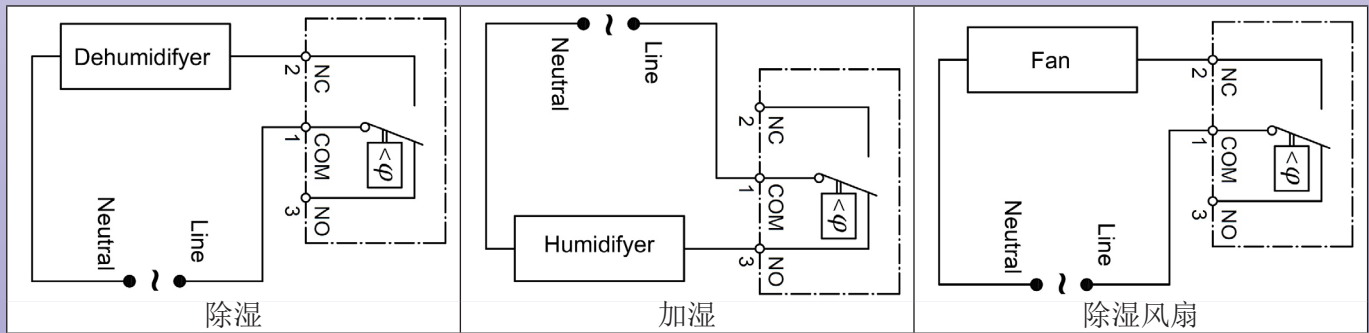 Dehumidifyer
2
NC
1
COM
<φ
3
NO
Neutral
Line
除湿
Neutral
Line
2
NC
1
COM
<φ
Humidifyer
3
NO
加湿
Fan
2
NC
1
COM
<φ
3
NO
Neutral
Line
除湿风扇